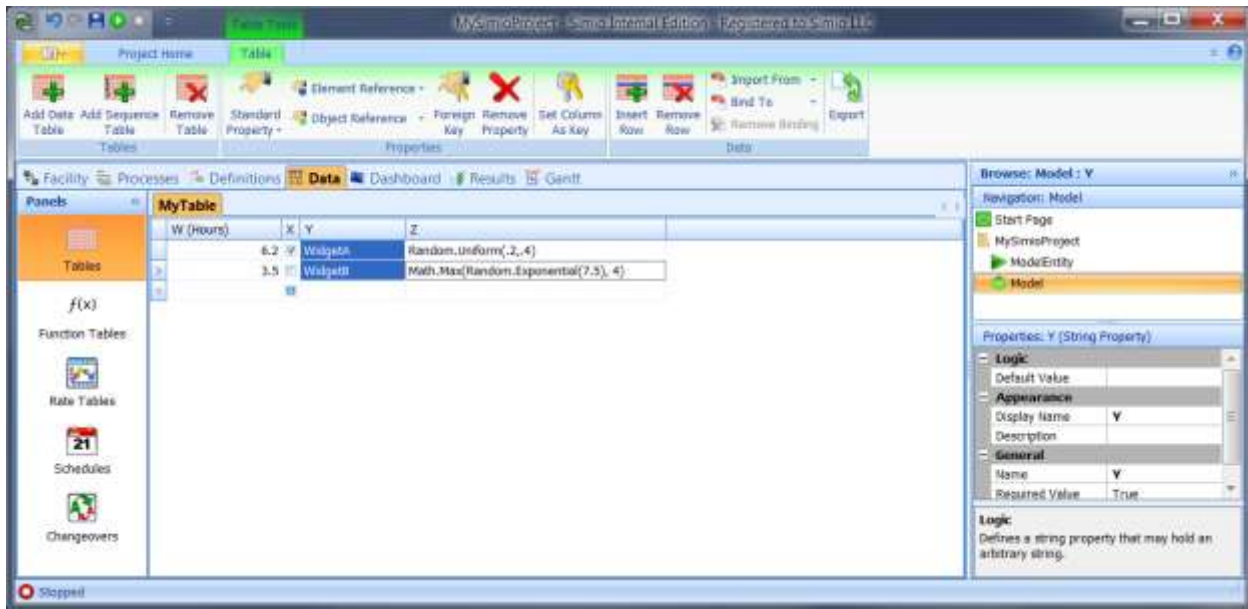 Table Tools
MySimioProject - Simio Internal Edition - Registered to Simio LLC
Project Home
Table
Add Data Table
Add Sequence Table
Remove Table
Standard Property
Element Reference
Object Reference
Foreign Key
Remove Property
Set Column As Key
Insert Row
Remove Row
Import From
Bind To
Remove Binding
Export
Tables
Properties
Data
Facility
Processes
Definitions
Data
Dashboard
Results
Gantt
Panels
Tables
f(x)
Function Tables
Rate Tables
21
Schedules
Changeovers
MyTable
W (Hours) X Y Z
6.2 WidgetA Random.Uniform(.2,.4)
3.5 WidgetB Math.Max(Random.Exponential(7.5), 4)
Browse: Model : Y
Navigation: Model
Start Page
MySimioProject
ModelEntity
Model
Properties: Y (String Property)
Logic
Default Value
Appearance
Display Name Y
Description
General
Name Y
Required Value True
Logic
Defines a string property that may hold an
arbitrary string.
Stopped